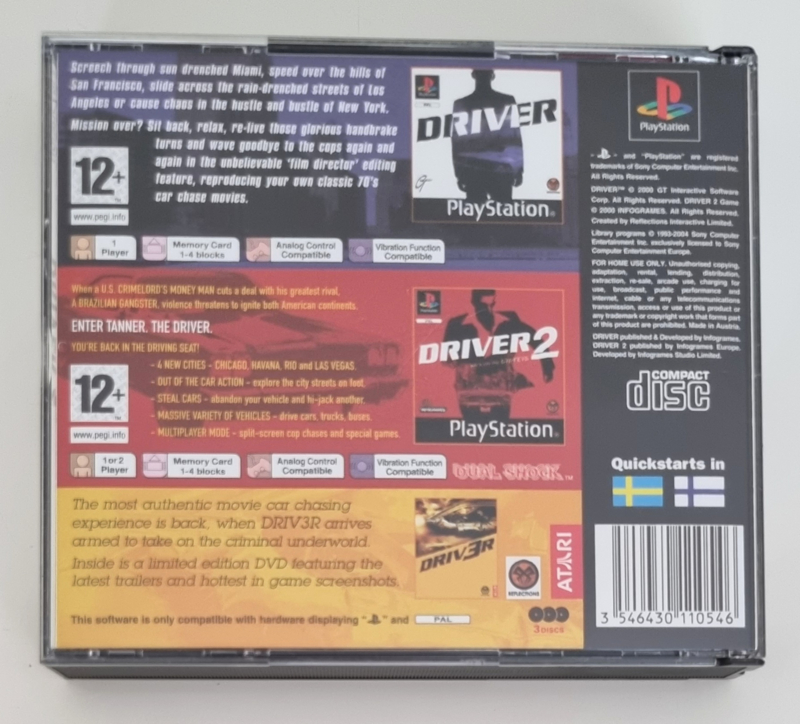 Screech through sun drenched Miami, speed over the hills of
San Francisco, slide across the rain-drenched streets of Los
Angeles or cause chaos in the hustle and bustle of New York.
Mission over? Sit back, relax, re-live those glorious handbrake
turns and wave goodbye to the cops again and
again in the unbelievable 'film director' editing
feature, reproducing your own classic 70's
car chase movies.
12+
www.pegi.info
1
Player
Memory Card
1-4 blocks
Analog Control
Compatible
Vibration Function
Compatible
DRIVER
PlayStation
When a U.S. CRIMELORD'S MONEY MAN cuts a deal with his greatest rival,
A BRAZILIAN GANGSTER, violence threatens to ignite both American continents.
ENTER TANNER. THE DRIVER.
YOU'RE BACK IN THE DRIVING SEAT!
- 4 NEW CITIES - CHICAGO, HAVANA, RIO and LAS VEGAS.
- OUT OF THE CAR ACTION - explore the city streets on foot.
- STEAL CARS - abandon your vehicle and hi-jack another.
- MASSIVE VARIETY OF VEHICLES - drive cars, trucks, buses.
- MULTIPLAYER MODE - split-screen cop chases and special games.
12+
www.pegi.info
1 or 2
Player
Memory Card
1-4 blocks
Analog Control
Compatible
Vibration Function
Compatible
DUAL SHOCK™
DRIVER 2
PlayStation
The most authentic movie car chasing
experience is back, when DRIV3R arrives
armed to take on the criminal underworld.
Inside is a limited edition DVD featuring the
latest trailers and hottest in game screenshots.
DRIV3R
REFLECTIONS
ATARI
This software is only compatible with hardware displaying " " and PAL
3 DISCS
PlayStation
" " and "PlayStation" are registered
trademarks of Sony Computer Entertainment Inc.
All Rights Reserved.
DRIVER™ © 2000 GT Interactive Software
Corp. All Rights Reserved. DRIVER 2 Game
© 2000 INFOGRAMES. All Rights Reserved.
Created by Reflections Interactive Limited.
Library programs © 1993-2004 Sony Computer
Entertainment Inc. exclusively licensed to Sony
Computer Entertainment Europe.
FOR HOME USE ONLY. Unauthorised copying,
adaptation, rental, lending, distribution,
extraction, re-sale, arcade use, charging for
use, broadcast, public performance and
internet, cable or any telecommunications
transmission, access or use of this product or
any trademark or copyright work that forms part
of this product are prohibited. Made in Austria.
DRIVER published & Developed by Infogrames.
DRIVER 2 published by Infogrames Europe.
Developed by Infogrames Studio Limited.
COMPACT
disc
Quickstarts in
3 546430 110546